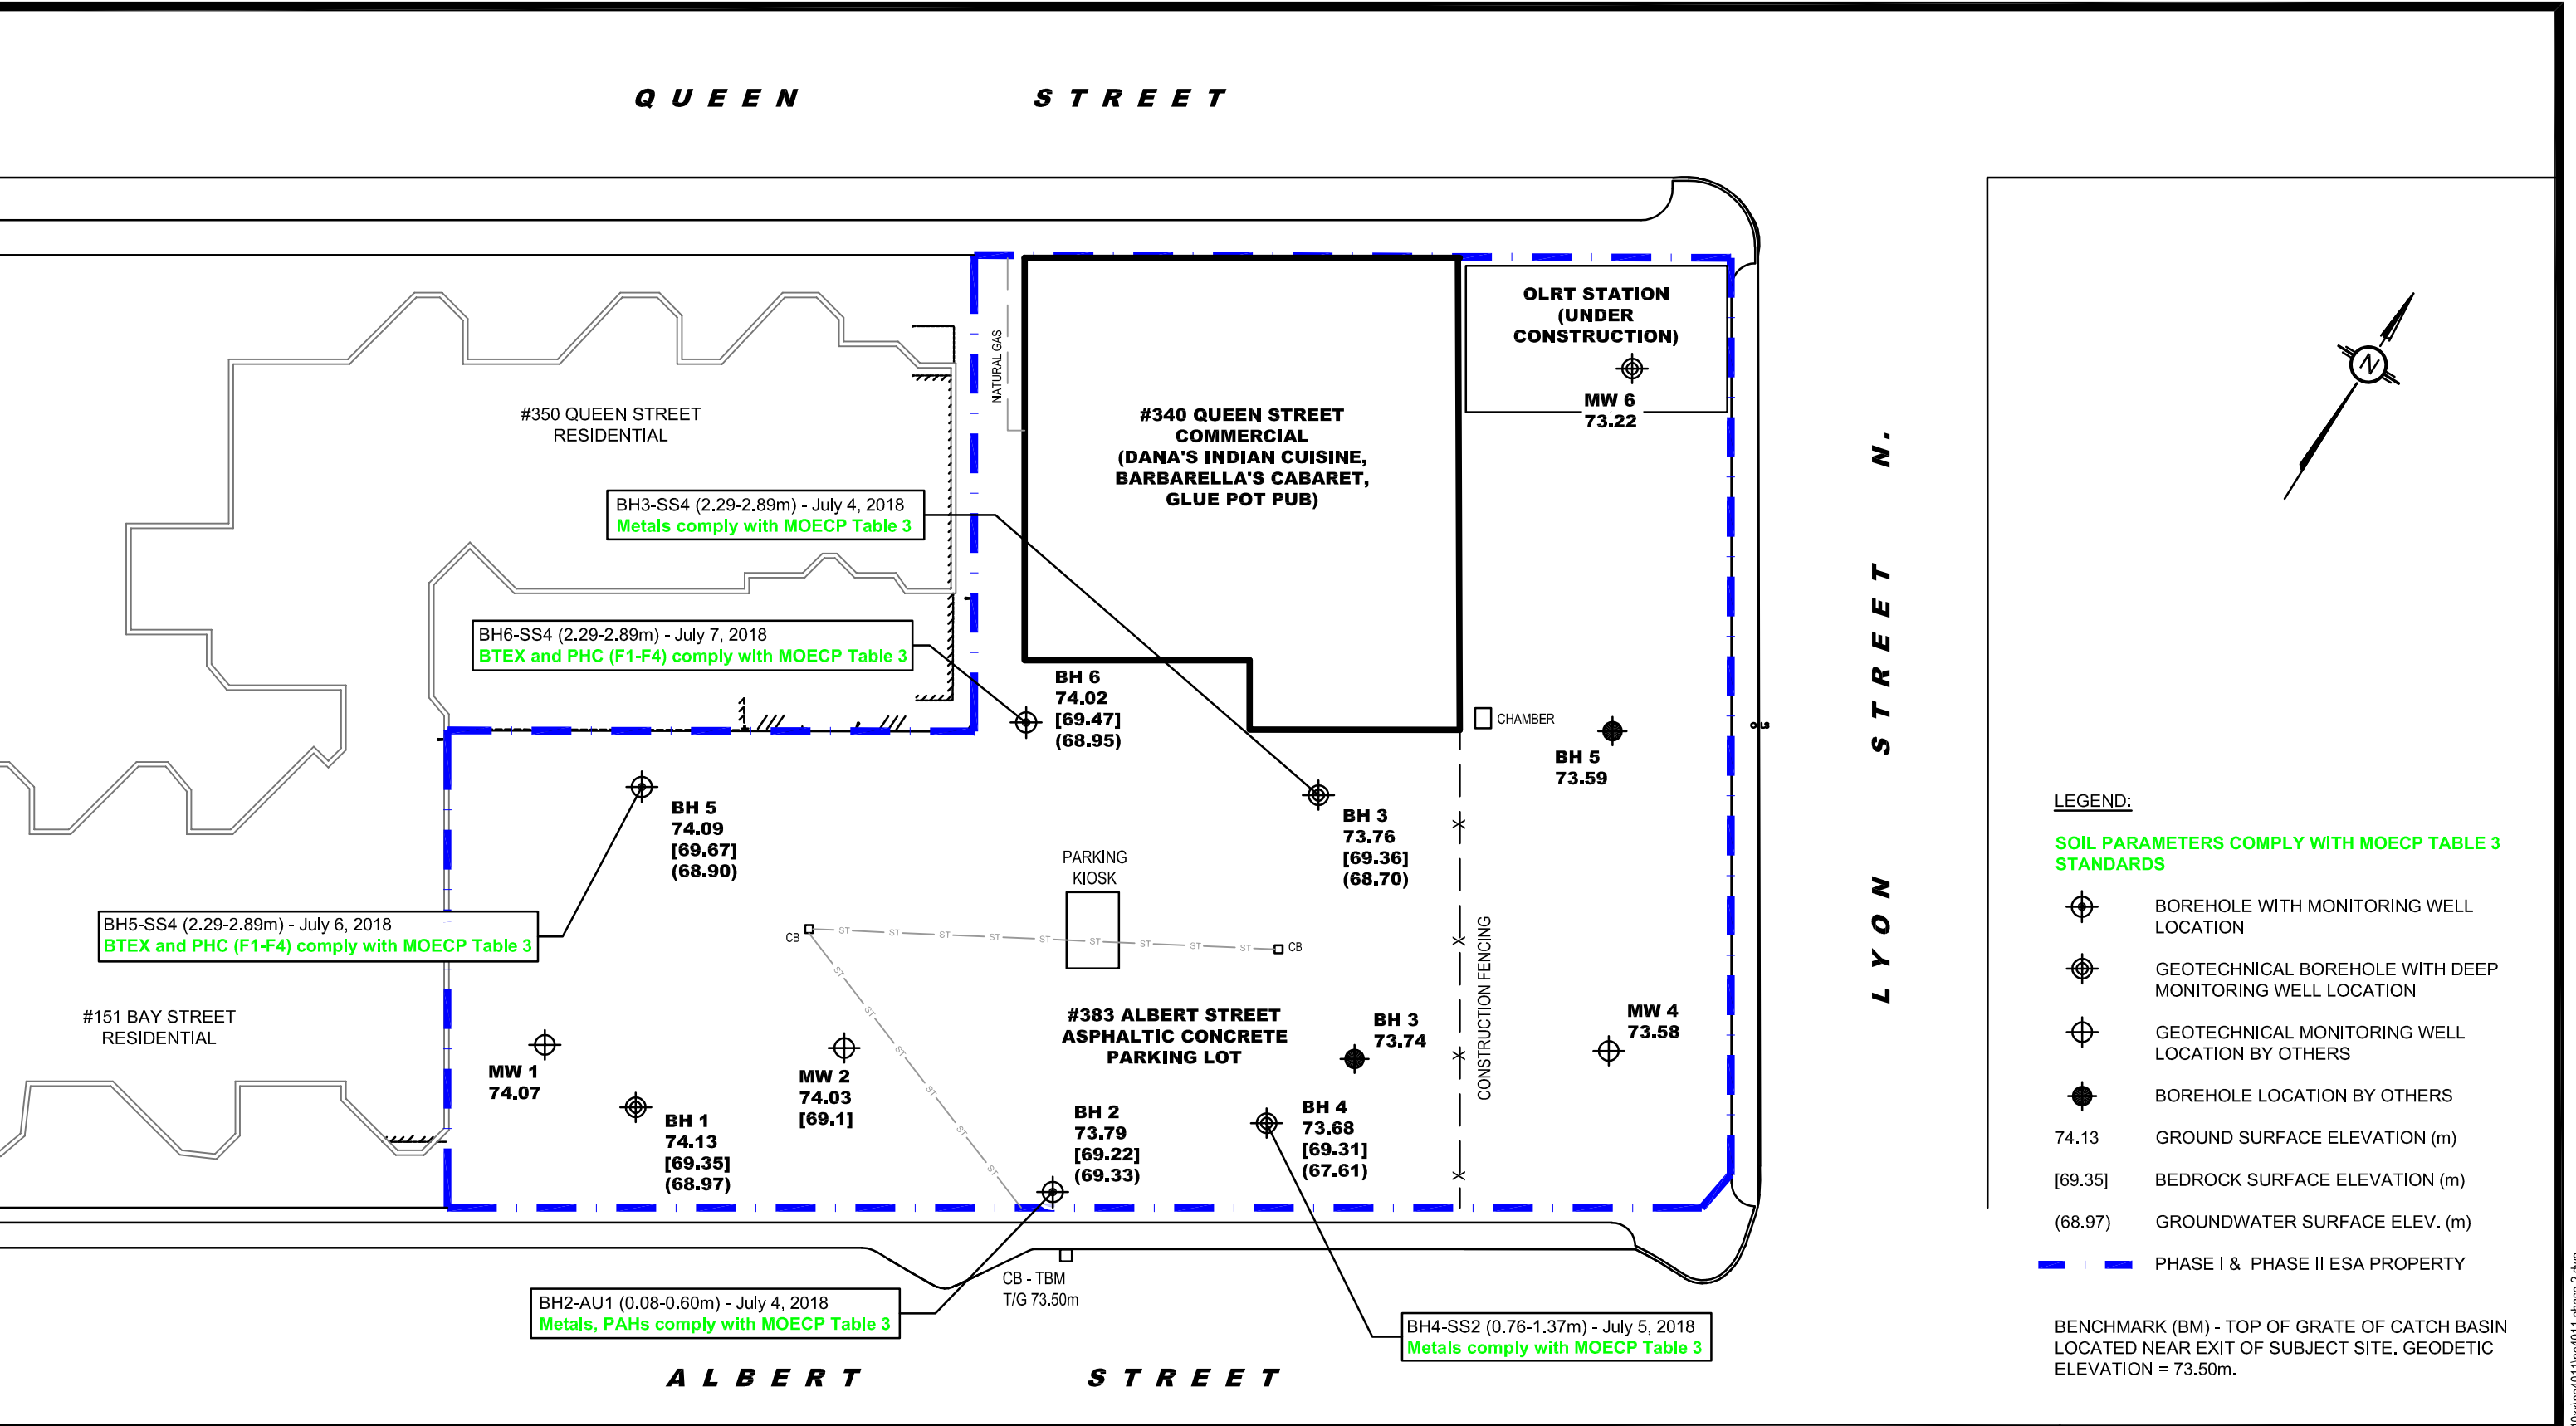 QUEEN STREET
OLRT STATION
(UNDER
CONSTRUCTION)
MW 6
73.22
NATURAL GAS
#350 QUEEN STREET
RESIDENTIAL
#340 QUEEN STREET
COMMERCIAL
(DANA'S INDIAN CUISINE,
BARBARELLA'S CABARET,
GLUE POT PUB)
LYON STREET N.
BH3-SS4 (2.29-2.89m) - July 4, 2018
Metals comply with MOECP Table 3
BH6-SS4 (2.29-2.89m) - July 7, 2018
BTEX and PHC (F1-F4) comply with MOECP Table 3
BH 6
74.02
[69.47]
(68.95)
CHAMBER
BH 5
73.59
BH 5
74.09
[69.67]
(68.90)
BH 3
73.76
[69.36]
(68.70)
PARKING
KIOSK
BH5-SS4 (2.29-2.89m) - July 6, 2018
BTEX and PHC (F1-F4) comply with MOECP Table 3
CB
ST ST ST ST ST ST ST ST ST
CB
ST
ST
ST
ST
ST
CONSTRUCTION FENCING
#151 BAY STREET
RESIDENTIAL
#383 ALBERT STREET
ASPHALTIC CONCRETE
PARKING LOT
BH 3
73.74
MW 4
73.58
MW 1
74.07
MW 2
74.03
[69.1]
BH 1
74.13
[69.35]
(68.97)
BH 2
73.79
[69.22]
(69.33)
BH 4
73.68
[69.31]
(67.61)
CB - TBM
T/G 73.50m
BH2-AU1 (0.08-0.60m) - July 4, 2018
Metals, PAHs comply with MOECP Table 3
BH4-SS2 (0.76-1.37m) - July 5, 2018
Metals comply with MOECP Table 3
ALBERT STREET
N
LEGEND:
SOIL PARAMETERS COMPLY WITH MOECP TABLE 3
STANDARDS
BOREHOLE WITH MONITORING WELL
LOCATION
GEOTECHNICAL BOREHOLE WITH DEEP
MONITORING WELL LOCATION
GEOTECHNICAL MONITORING WELL
LOCATION BY OTHERS
BOREHOLE LOCATION BY OTHERS
74.13 GROUND SURFACE ELEVATION (m)
[69.35] BEDROCK SURFACE ELEVATION (m)
(68.97) GROUNDWATER SURFACE ELEV. (m)
PHASE I & PHASE II ESA PROPERTY
BENCHMARK (BM) - TOP OF GRATE OF CATCH BASIN
LOCATED NEAR EXIT OF SUBJECT SITE. GEODETIC
ELEVATION = 73.50m.